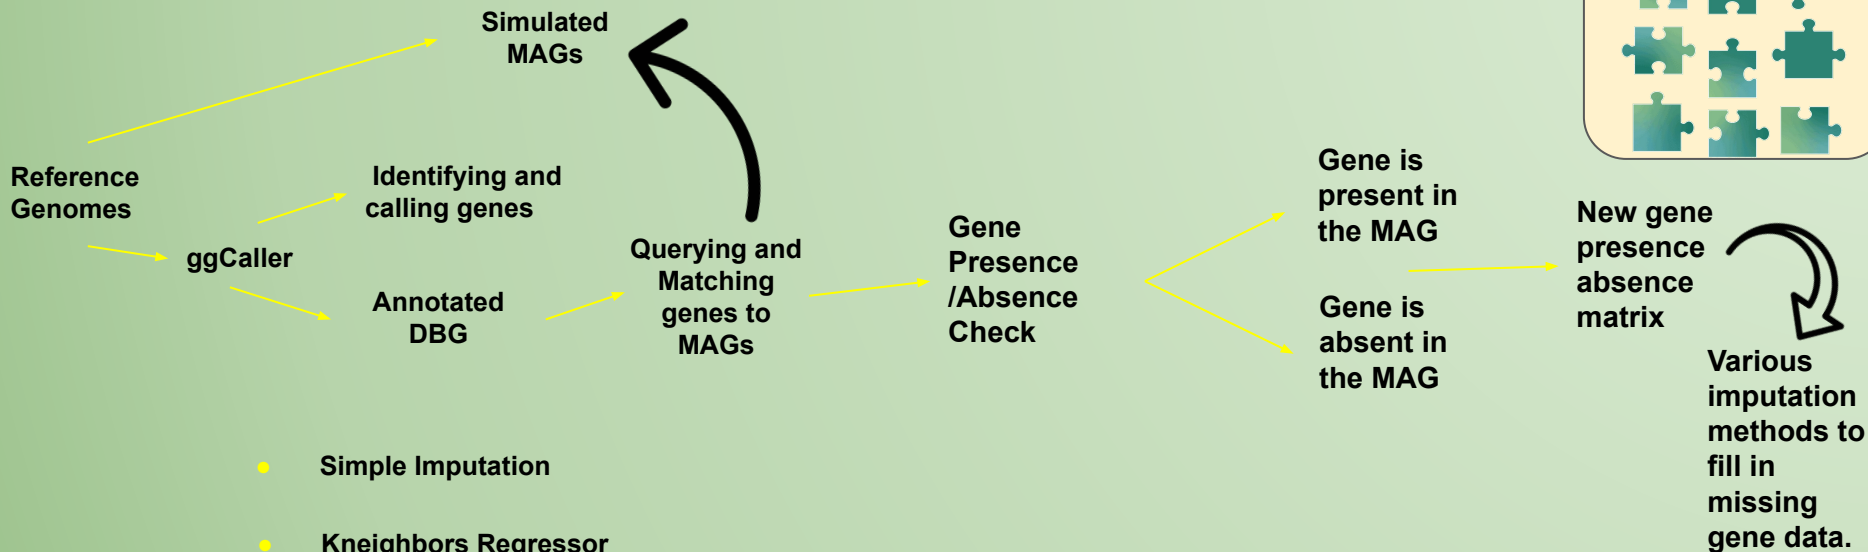 Simulated
MAGs
Reference
Genomes
Identifying and
calling genes
ggCaller
Annotated
DBG
Querying and
Matching
genes to
MAGs
Gene
Presence
/Absence
Check
Gene is
present in
the MAG
Gene is
absent in
the MAG
New gene
presence
absence
matrix
Various
imputation
methods to
fill in
missing
gene data.
Simple Imputation
Kneighbors Regressor